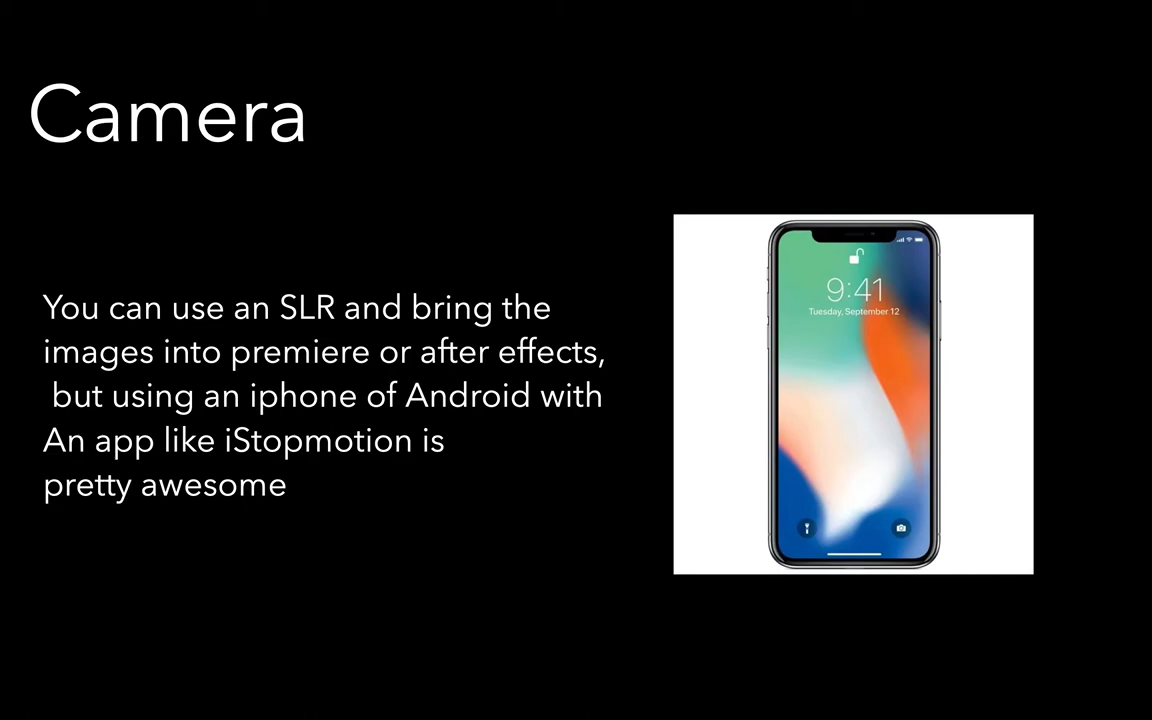 Camera
You can use an SLR and bring the
images into premiere or after effects,
but using an iphone of Android with
An app like iStopmotion is
pretty awesome
9:41
Tuesday, September 12